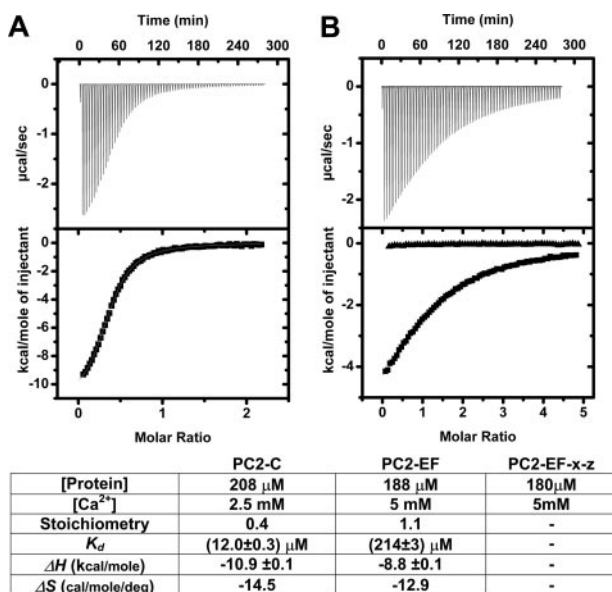 A
Time (min)
0 60 120 180 240 300
µcal/sec
0
-1
-2
kcal/mole of injectant
0
-2
-4
-6
-8
-10
0 1 2
Molar Ratio
B
Time (min)
0 60 120 180 240 300
µcal/sec
0
-1
-2
kcal/mole of injectant
0
-2
-4
0 1 2 3 4 5
Molar Ratio
PC2-C PC2-EF PC2-EF-x-z
[Protein] 208 µM 188 µM 180µM
[Ca2+] 2.5 mM 5 mM 5mM
Stoichiometry 0.4 1.1 -
Kd (12.0±0.3) µM (214±3) µM -
ΔH (kcal/mole) -10.9 ±0.1 -8.8 ±0.1 -
ΔS (cal/mole/deg) -14.5 -12.9 -